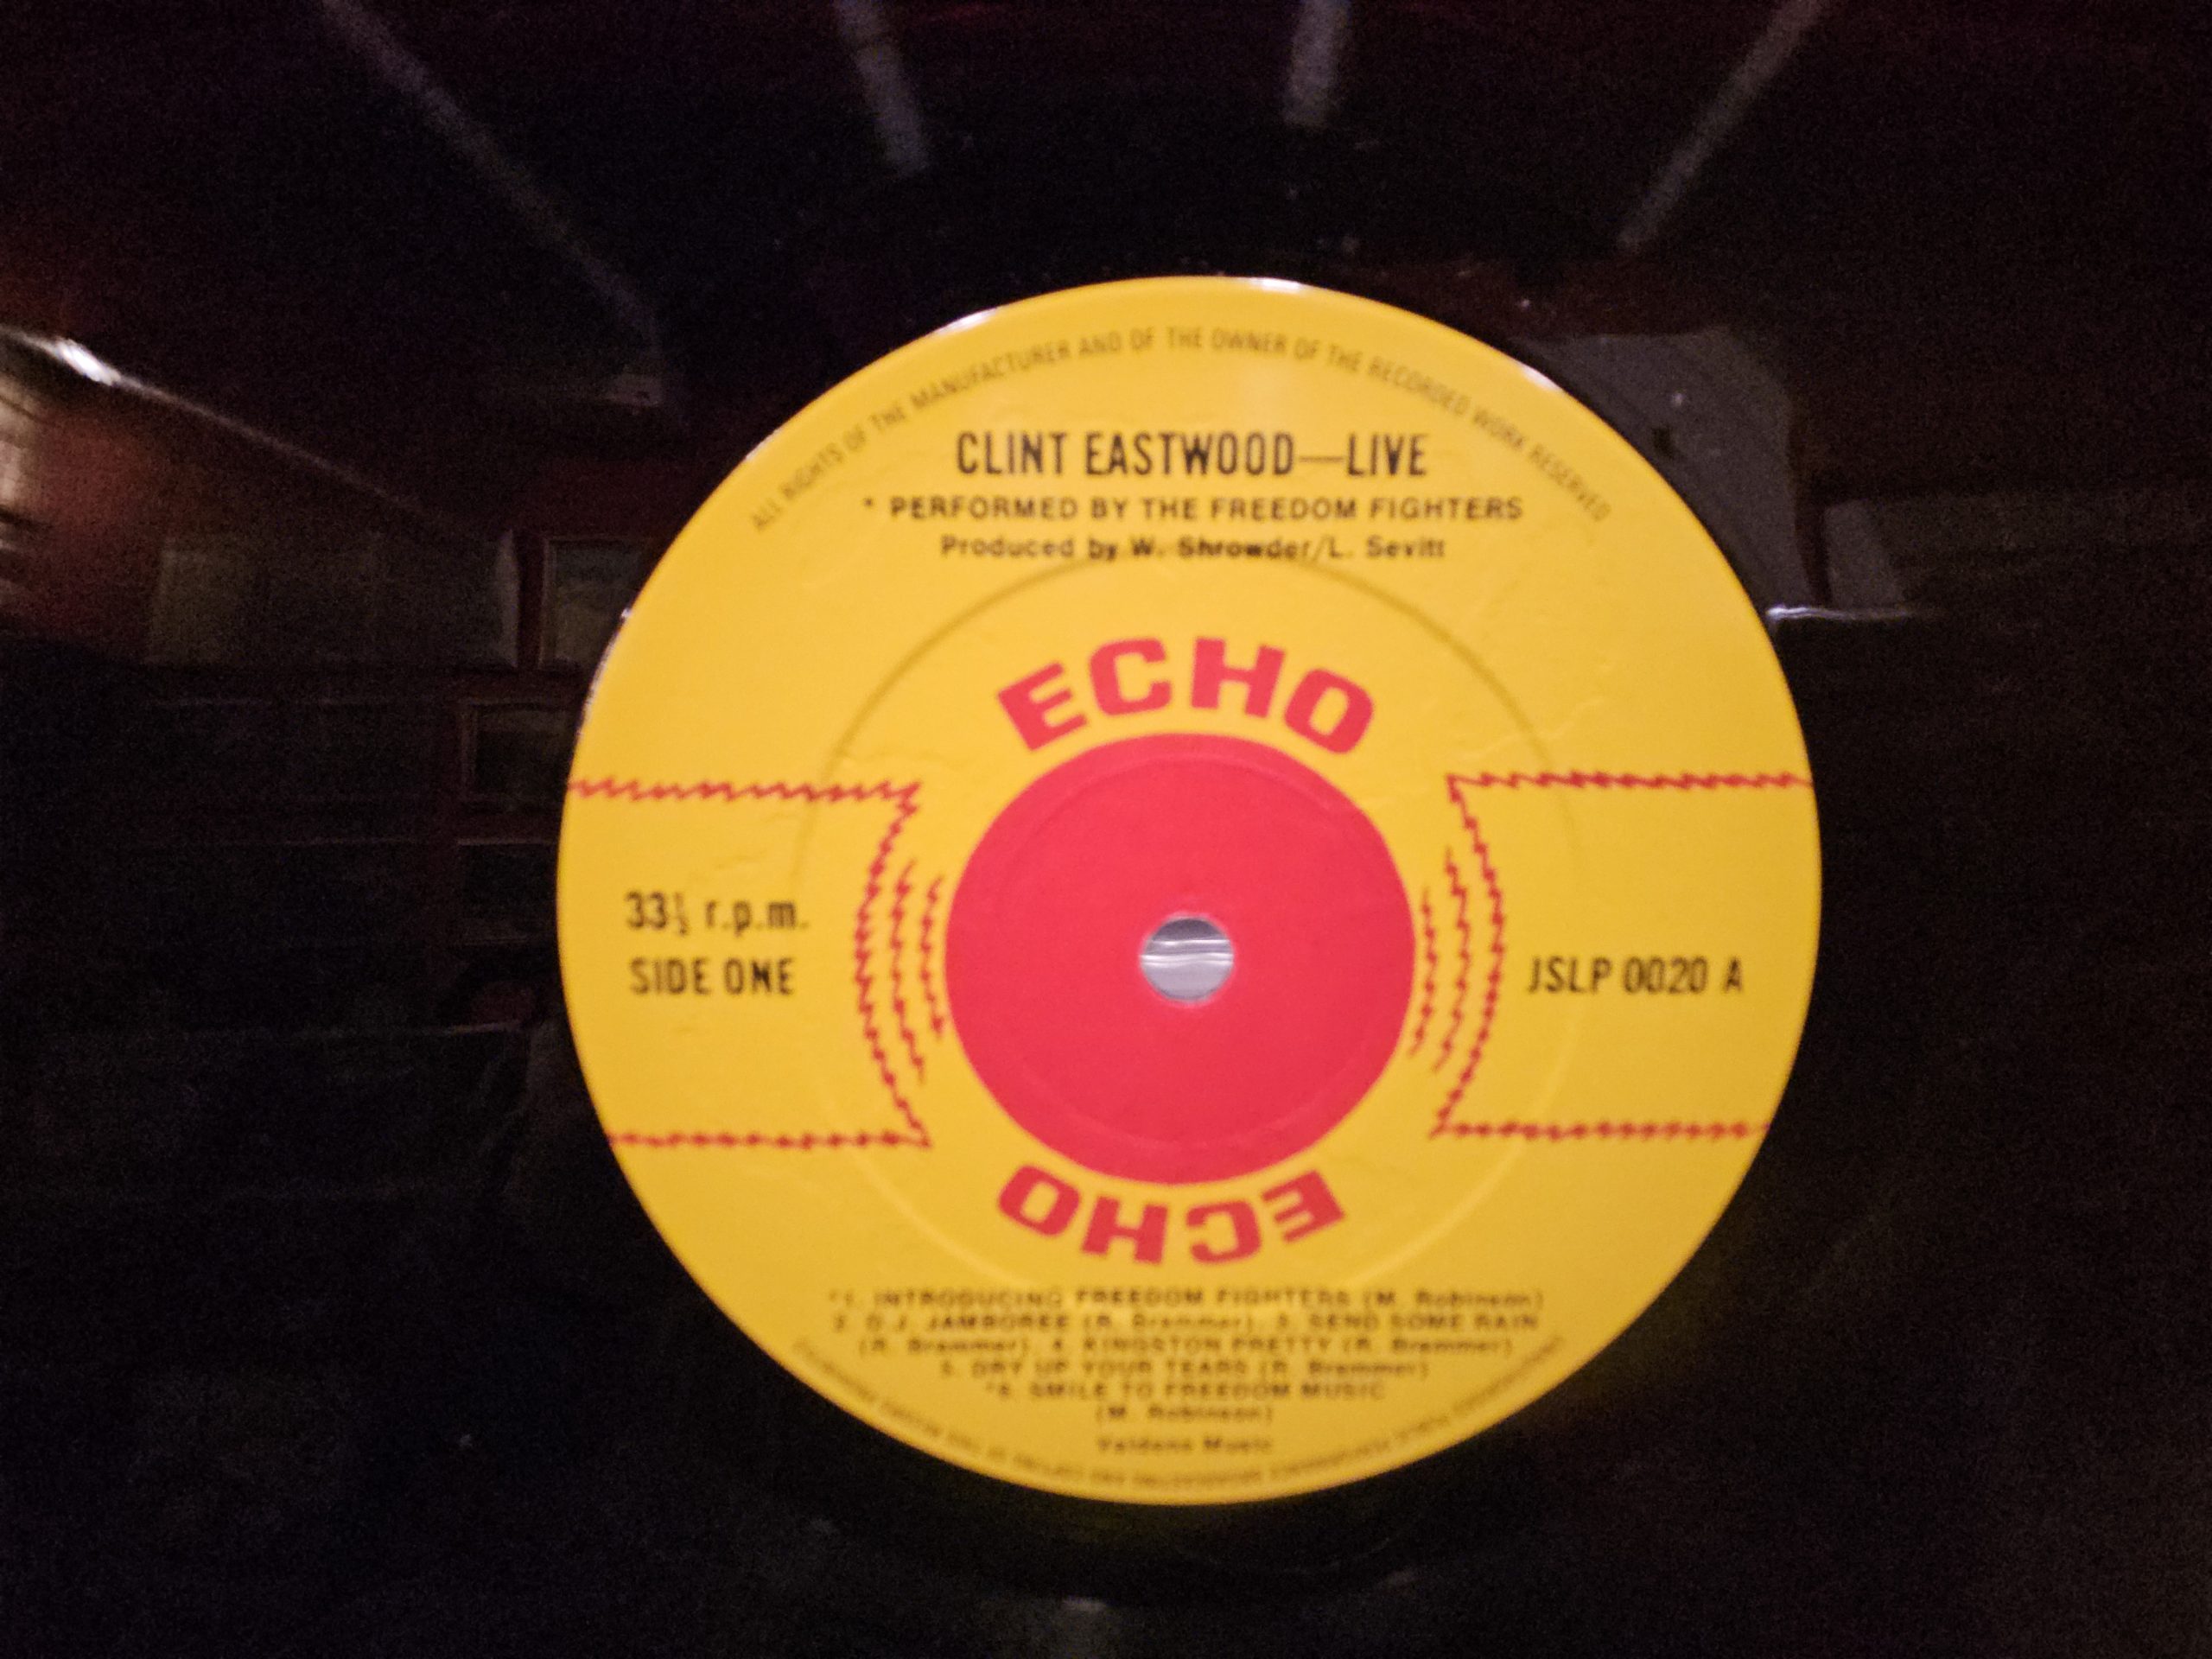 ALL RIGHTS OF THE MANUFACTURER AND OF THE OWNER OF THE RECORDED WORK RESERVED
CLINT EASTWOOD—LIVE
* PERFORMED BY THE FREEDOM FIGHTERS
Produced by W. Shrowder/L. Sevitt
ECHO
33⅓ r.p.m.
SIDE ONE
JSLP 0020 A
ECHO
*1. INTRODUCING FREEDOM FIGHTERS (M. Robinson)
2. D.J. JAMBOREE (R. Brammer). 3. SEND SOME RAIN
(R. Brammer). 4. KINGSTON PRETTY (R. Brammer)
5. DRY UP YOUR TEARS (R. Brammer)
*6. SMILE TO FREEDOM MUSIC
(M. Robinson)
Music